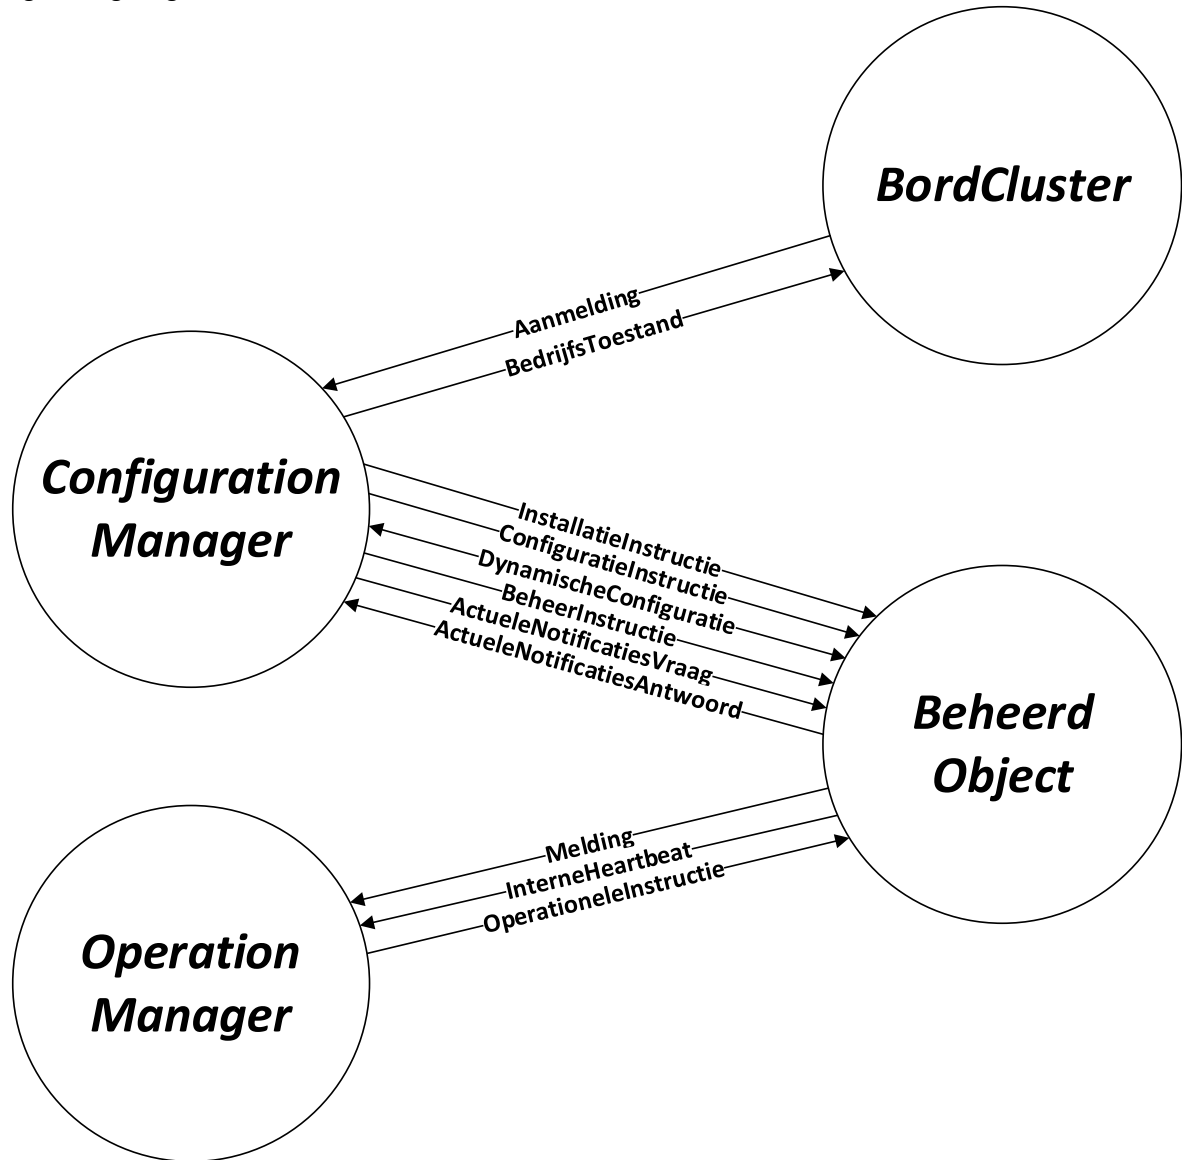 BordCluster
Aanmelding
BedrijfsToestand
Configuration
Manager
InstallatieInstructie
ConfiguratieInstructie
DynamischeConfiguratie
BeheerInstructie
ActueleNotificatiesVraag
ActueleNotificatiesAntwoord
Beheerd
Object
Melding
InterneHeartbeat
OperationeleInstructie
Operation
Manager